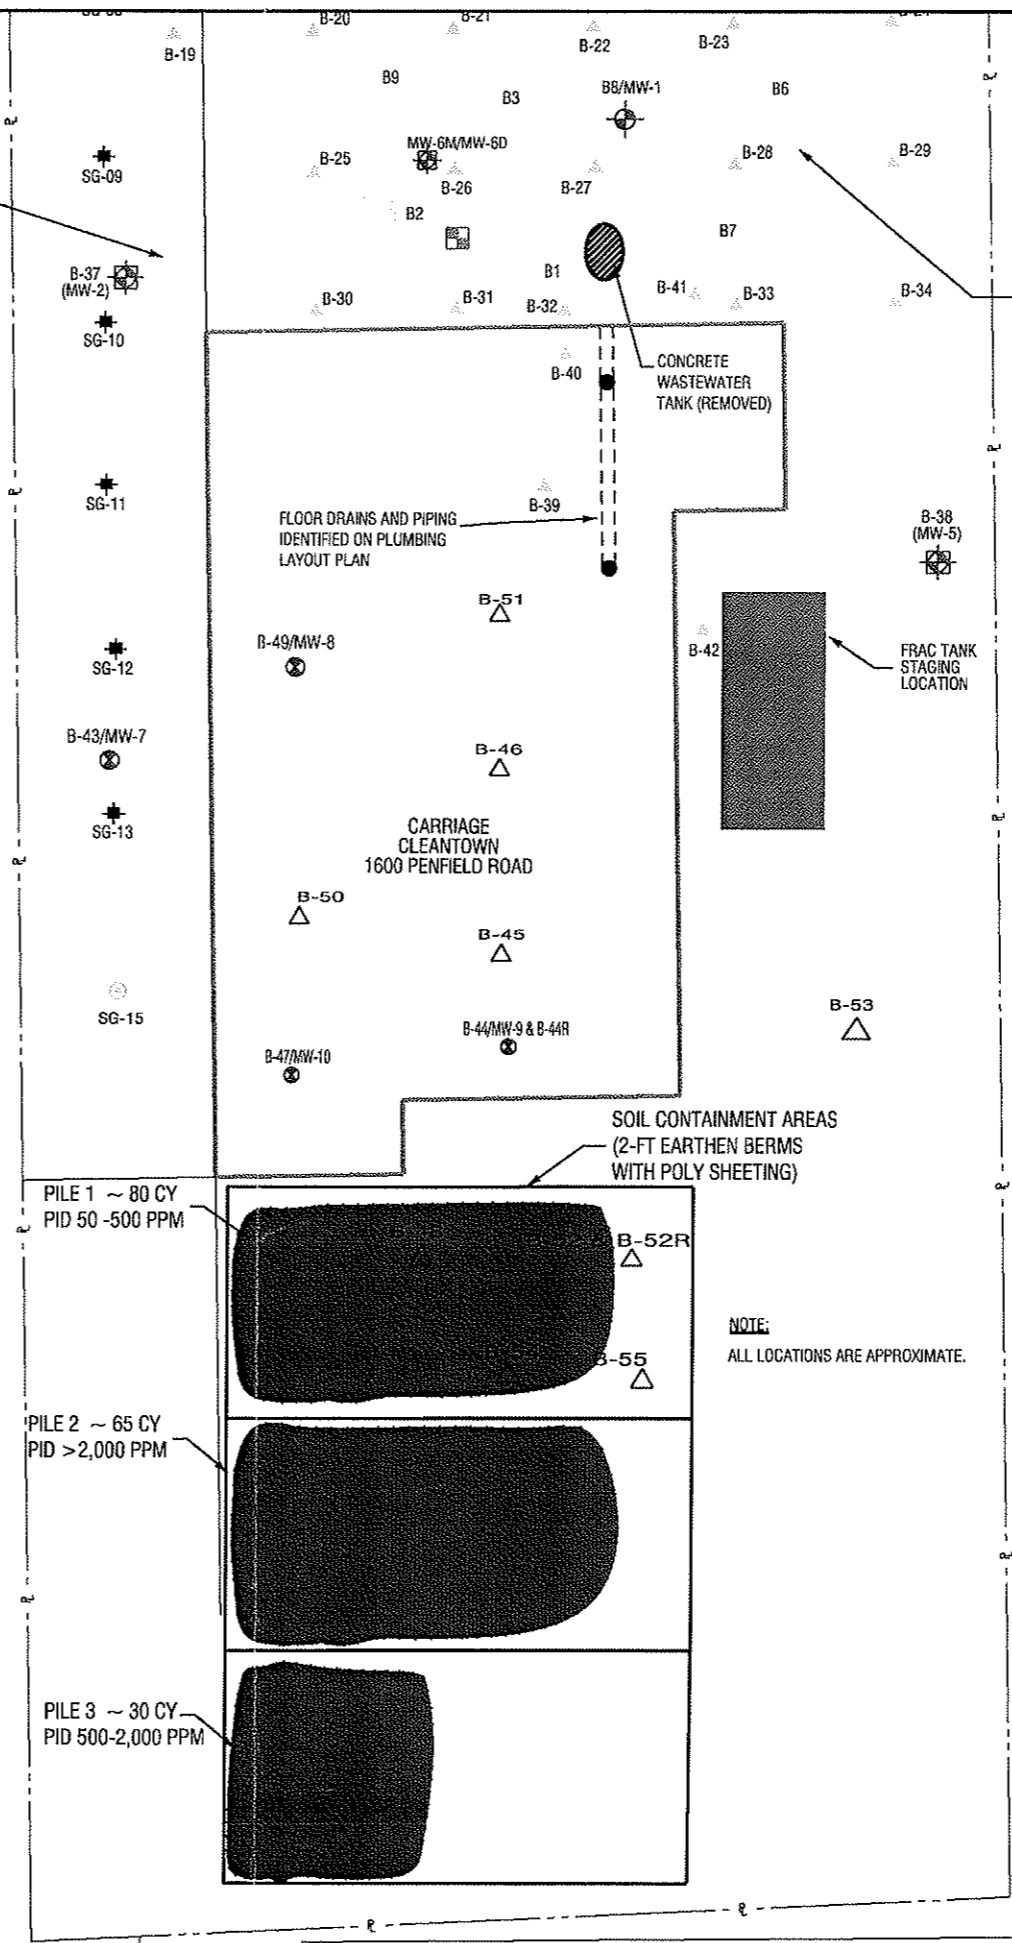 B-20
B-21
B-22
B-23
B-19
B9
B3
B8/MW-1
B6
MW-6M/MW-6D
SG-09
B-25
B-26
B-27
B-28
B-29
B2
B7
B-37
(MW-2)
B1
B-41
B-30
B-31
B-32
B-33
B-34
SG-10
B-40
CONCRETE
WASTEWATER
TANK (REMOVED)
SG-11
B-39
FLOOR DRAINS AND PIPING
IDENTIFIED ON PLUMBING
LAYOUT PLAN
B-38
(MW-5)
B-51
B-49/MW-8
B-42
FRAC TANK
STAGING
LOCATION
SG-12
B-43/MW-7
B-46
SG-13
CARRIAGE
CLEANTOWN
1600 PENFIELD ROAD
B-50
B-45
SG-15
B-53
B-44/MW-9 & B-44R
B-47/MW-10
SOIL CONTAINMENT AREAS
(2-FT EARTHEN BERMS
WITH POLY SHEETING)
PILE 1 ~ 80 CY
PID 50 -500 PPM
B-52R
NOTE:
ALL LOCATIONS ARE APPROXIMATE.
B-55
PILE 2 ~ 65 CY
PID >2,000 PPM
PILE 3 ~ 30 CY
PID 500-2,000 PPM